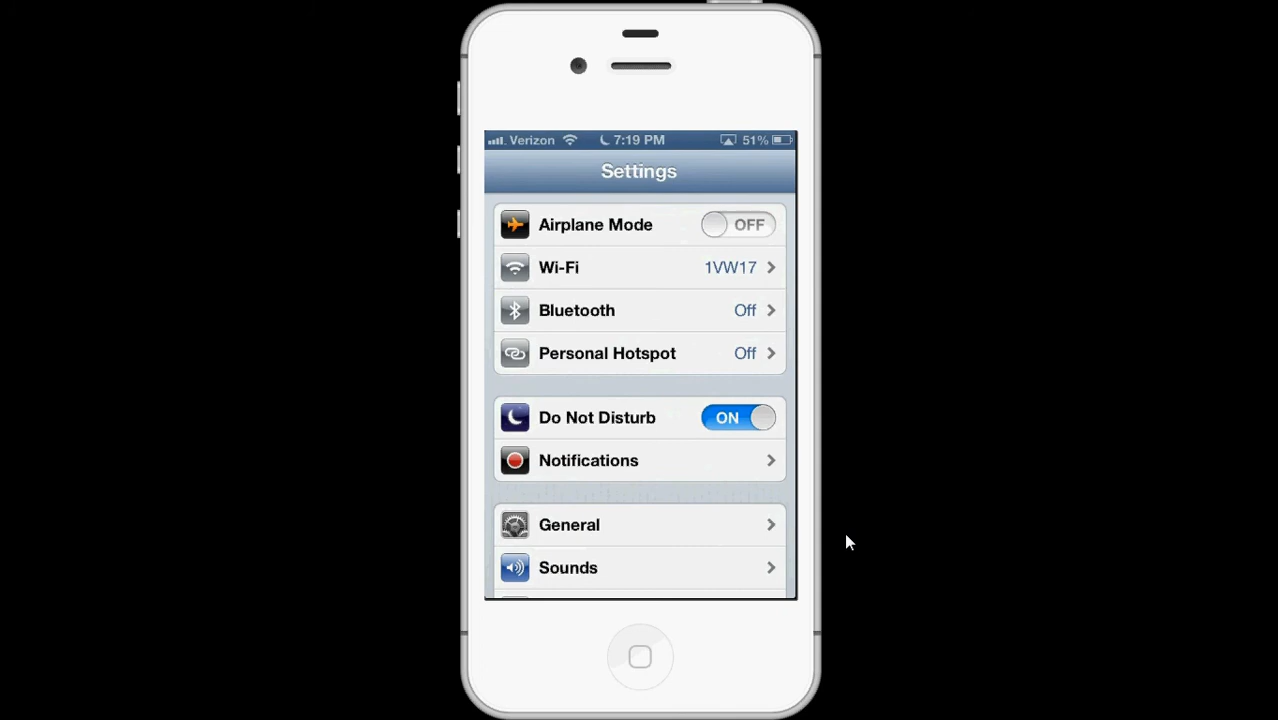 Verizon 7:19 PM 51%
Settings
Airplane Mode OFF
Wi-Fi 1VW17
Bluetooth Off
Personal Hotspot Off
Do Not Disturb ON
Notifications
General
Sounds